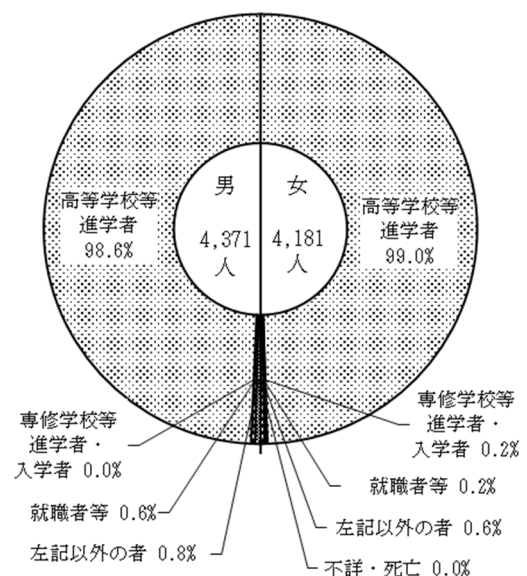 男
4,371
人
女
4,181
人
高等学校等
進学者
98.6%
高等学校等
進学者
99.0%
専修学校等
進学者・
入学者 0.0%
就職者等 0.6%
左記以外の者 0.8%
専修学校等
進学者・
入学者 0.2%
就職者等 0.2%
左記以外の者 0.6%
不詳・死亡 0.0%